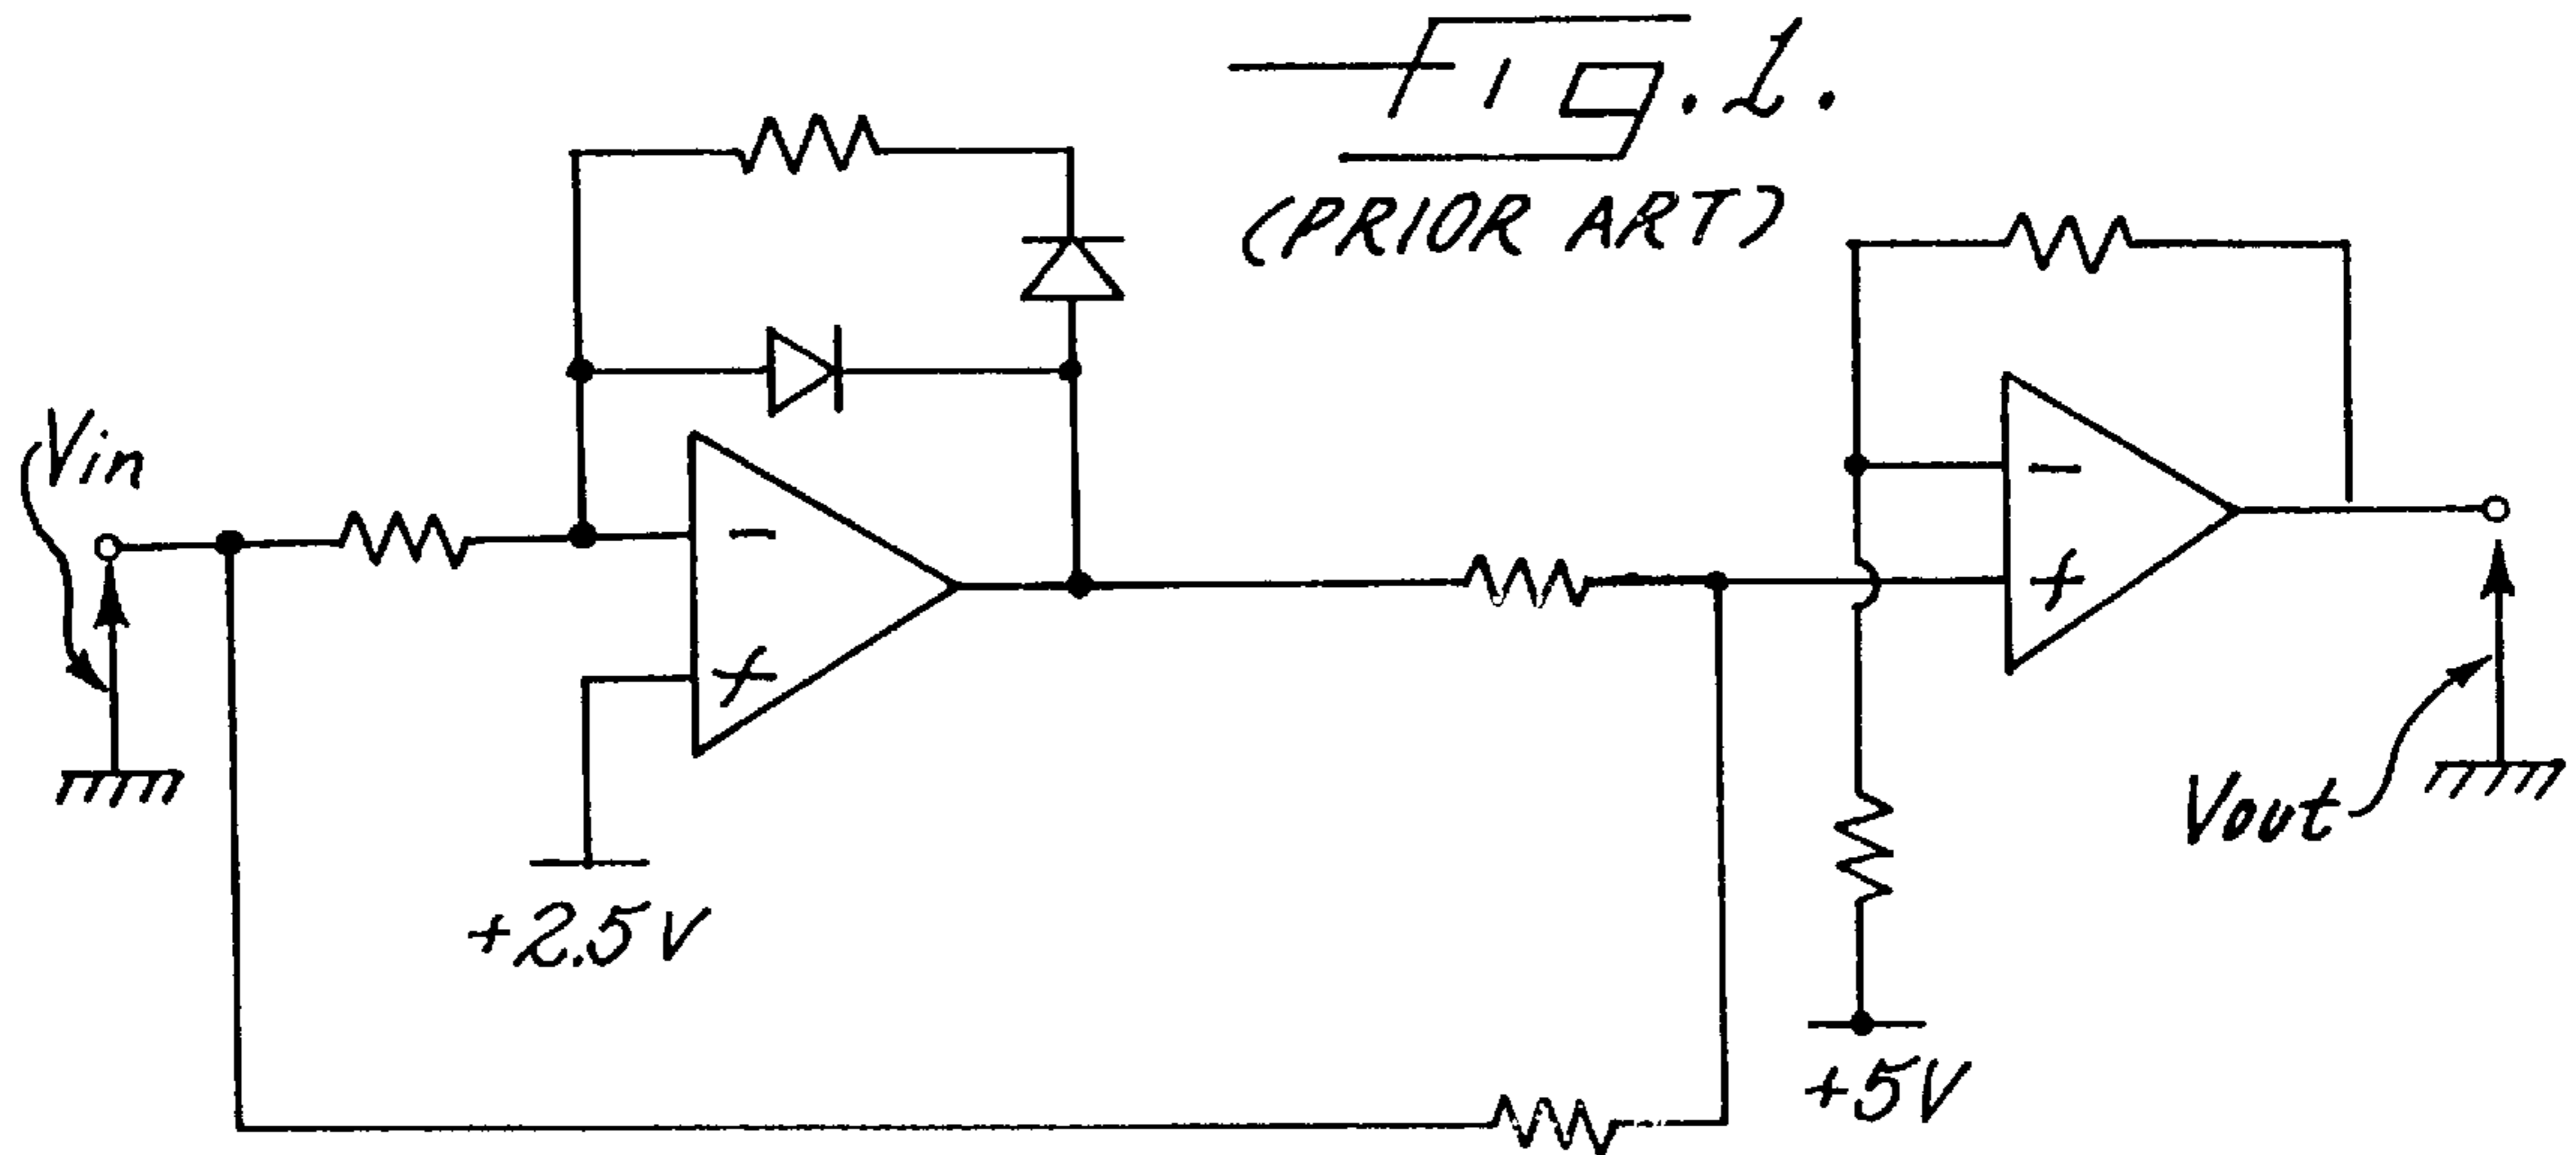 Fig. 1.
(PRIOR ART)
Vin
−
+
+2.5V
−
+
+5V
Vout